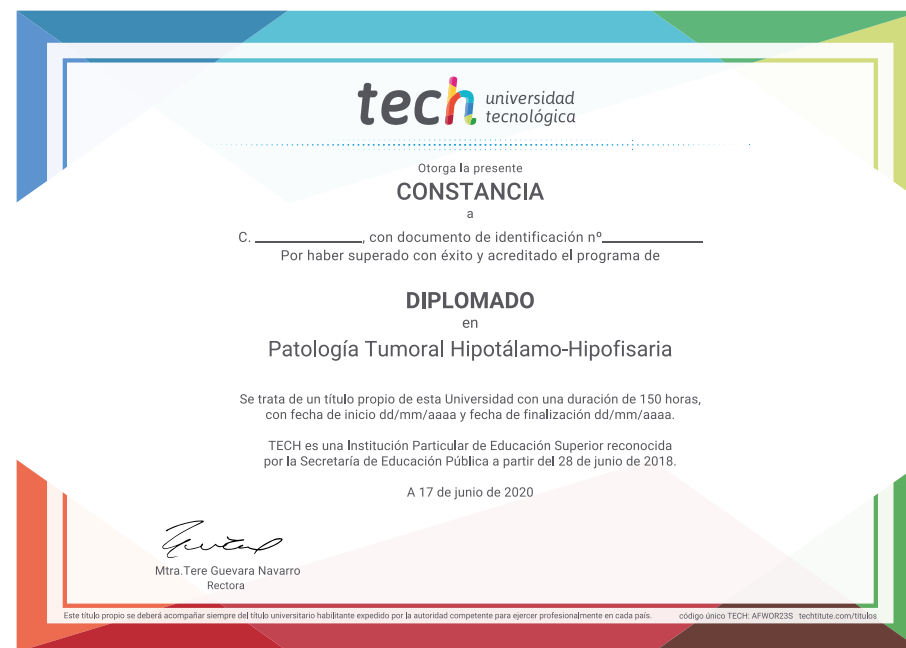 tech universidad
tecnológica
Otorga la presente
CONSTANCIA
a
C. ______________, con documento de identificación nº_____________
Por haber superado con éxito y acreditado el programa de
DIPLOMADO
en
Patología Tumoral Hipotálamo-Hipofisaria
Se trata de un título propio de esta Universidad con una duración de 150 horas,
con fecha de inicio dd/mm/aaaa y fecha de finalización dd/mm/aaaa.
TECH es una Institución Particular de Educación Superior reconocida
por la Secretaría de Educación Pública a partir del 28 de junio de 2018.
A 17 de junio de 2020
Mtra.Tere Guevara Navarro
Rectora
Este título propio se deberá acompañar siempre del título universitario habilitante expedido por la autoridad competente para ejercer profesionalmente en cada país. código único TECH: AFWOR23S techtitute.com/títulos